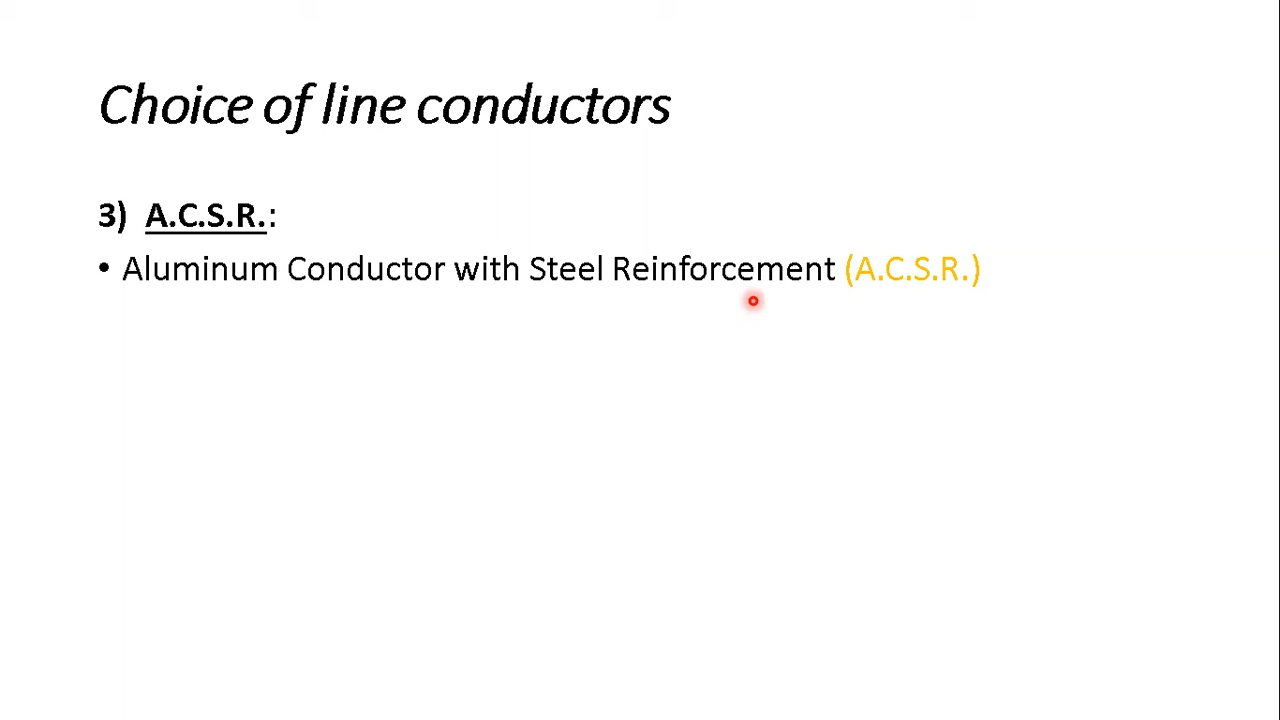 Choice of line conductors
3) A.C.S.R.:
• Aluminum Conductor with Steel Reinforcement (A.C.S.R.)